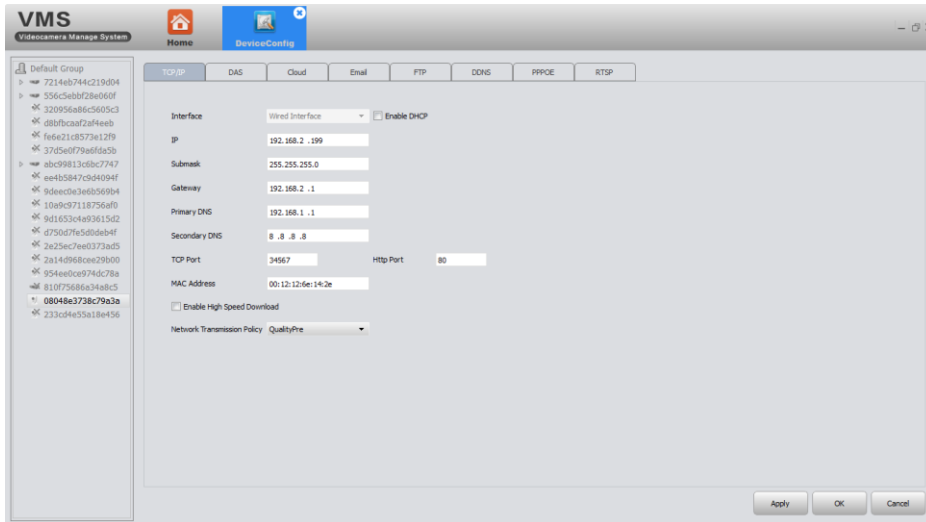 VMS
Videocamera Manage System
Home
DeviceConfig
Default Group
7214eb744c219d04
556c5ebbf28e060f
320956a86c5605c3
d8bfbcaaf2af4eeb
fe6e21c8573e12f9
37d5e0f79a6fda5b
abc99813c6bc7747
ee4b5847c9d4094f
9deec0e3e6b569b4
10a9c97118756af0
9d1653c4a93615d2
d750d7fe5d0deb4f
2e25ec7ee0373ad5
2a14d968cee29b00
954ee0ce974dc78a
810f75686a34a8c5
08048e3738c79a3a
233cd4e55a18e456
TCP/IP DAS Cloud Email FTP DDNS PPPOE RTSP
Interface Wired Interface Enable DHCP
IP 192.168.2 .199
Submask 255.255.255.0
Gateway 192.168.2 .1
Primary DNS 192.168.1 .1
Secondary DNS 8 .8 .8 .8
TCP Port 34567 Http Port 80
MAC Address 00:12:12:6e:14:2e
Enable High Speed Download
Network Transmission Policy QualityPre
Apply OK Cancel